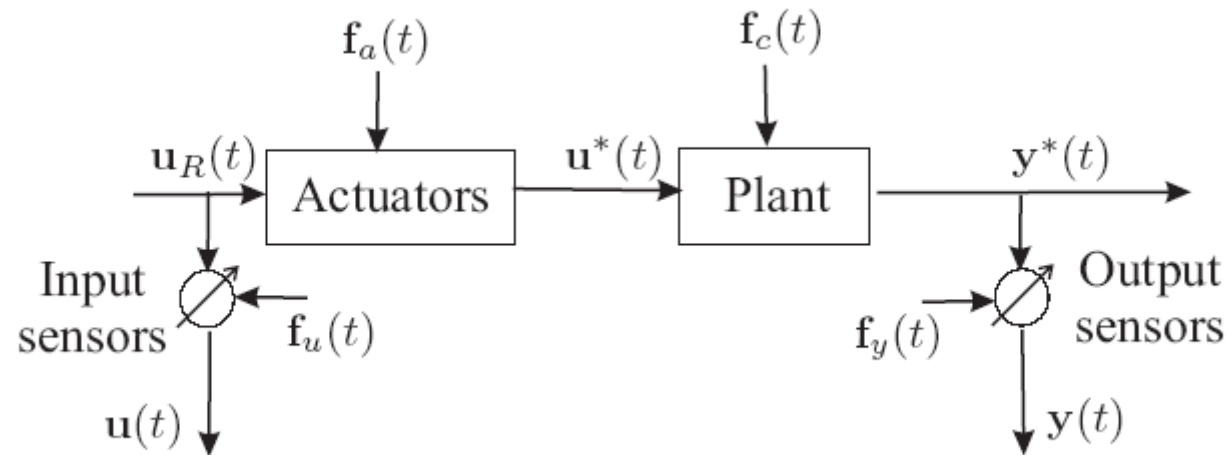 f_a(t)
f_c(t)
u_R(t)
Actuators
u*(t)
Plant
y*(t)
Input
sensors
f_u(t)
f_y(t)
Output
sensors
u(t)
y(t)